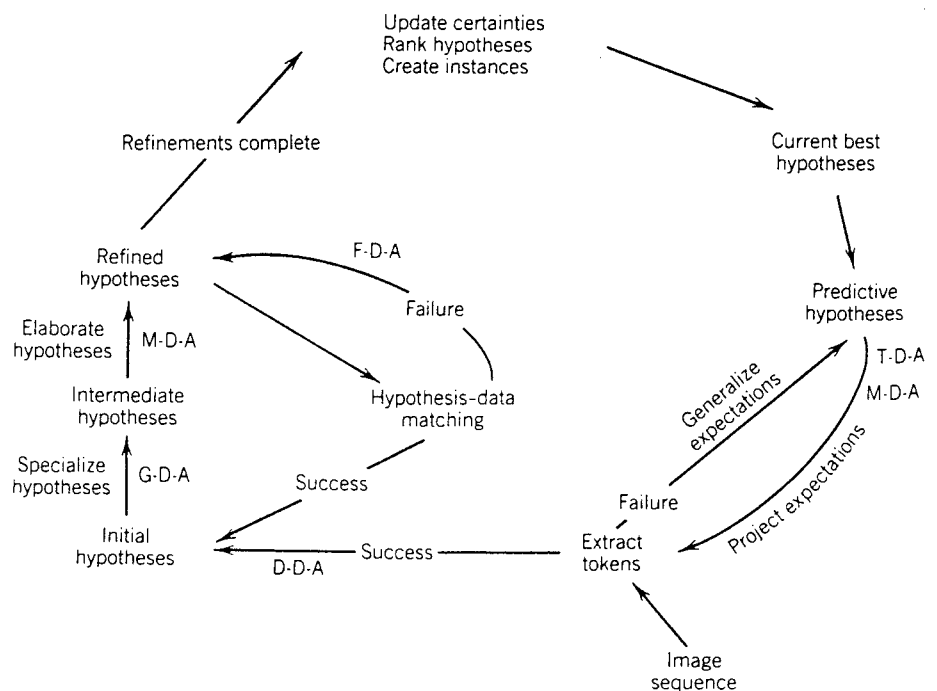 Update certainties
Rank hypotheses
Create instances
Refinements complete
Current best
hypotheses
Refined
hypotheses
F-D-A
Failure
Predictive
hypotheses
Elaborate
hypotheses
M-D-A
T-D-A
M-D-A
Generalize
expectations
Intermediate
hypotheses
Hypothesis-data
matching
Specialize
hypotheses
G-D-A
Success
Failure
Project expectations
Initial
hypotheses
D-D-A
Success
Extract
tokens
Image
sequence